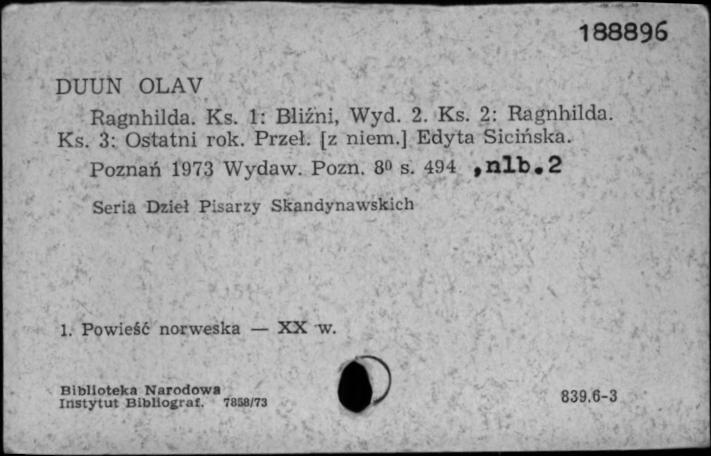 188896
DUUN OLAV
Ragnhilda. Ks. 1: Bliźni, Wyd. 2. Ks. 2: Ragnhilda.
Ks. 3: Ostatni rok. Przeł. [z niem.] Edyta Sicińska.
Poznań 1973 Wydaw. Pozn. 8⁰ s. 494 ,nlb.2
Seria Dzieł Pisarzy Skandynawskich
1. Powieść norweska — XX w.
Biblioteka Narodowa
Instytut Bibliograf. 7858/73
839.6-3